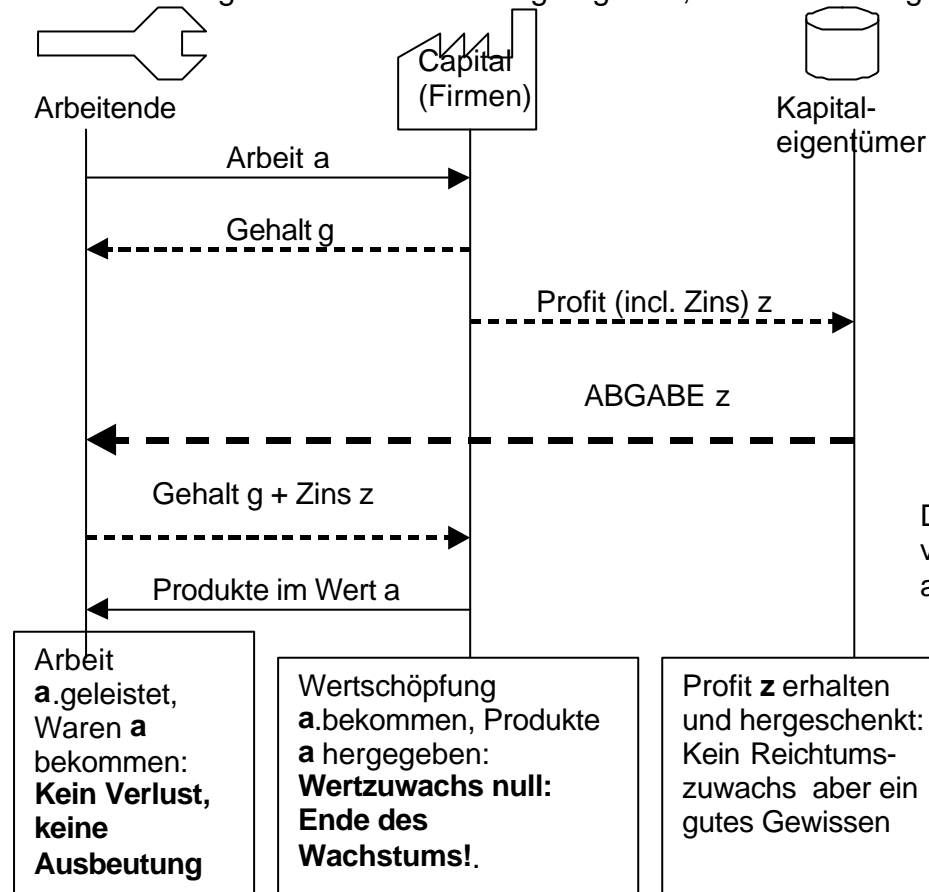 Capital
(Firmen)
Arbeitende
Kapital-
eigentümer
Arbeit a
Gehalt g
Profit (incl. Zins) z
ABGABE z
Gehalt g + Zins z
Produkte im Wert a
Arbeit
a.geleistet,
Waren a
bekommen:
Kein Verlust,
keine
Ausbeutung
Wertschöpfung
a.bekommen, Produkte
a hergegeben:
Wertzuwachs null:
Ende des
Wachstums!.
Profit z erhalten
und hergeschenkt:
Kein Reichtums-
zuwachs aber ein
gutes Gewissen